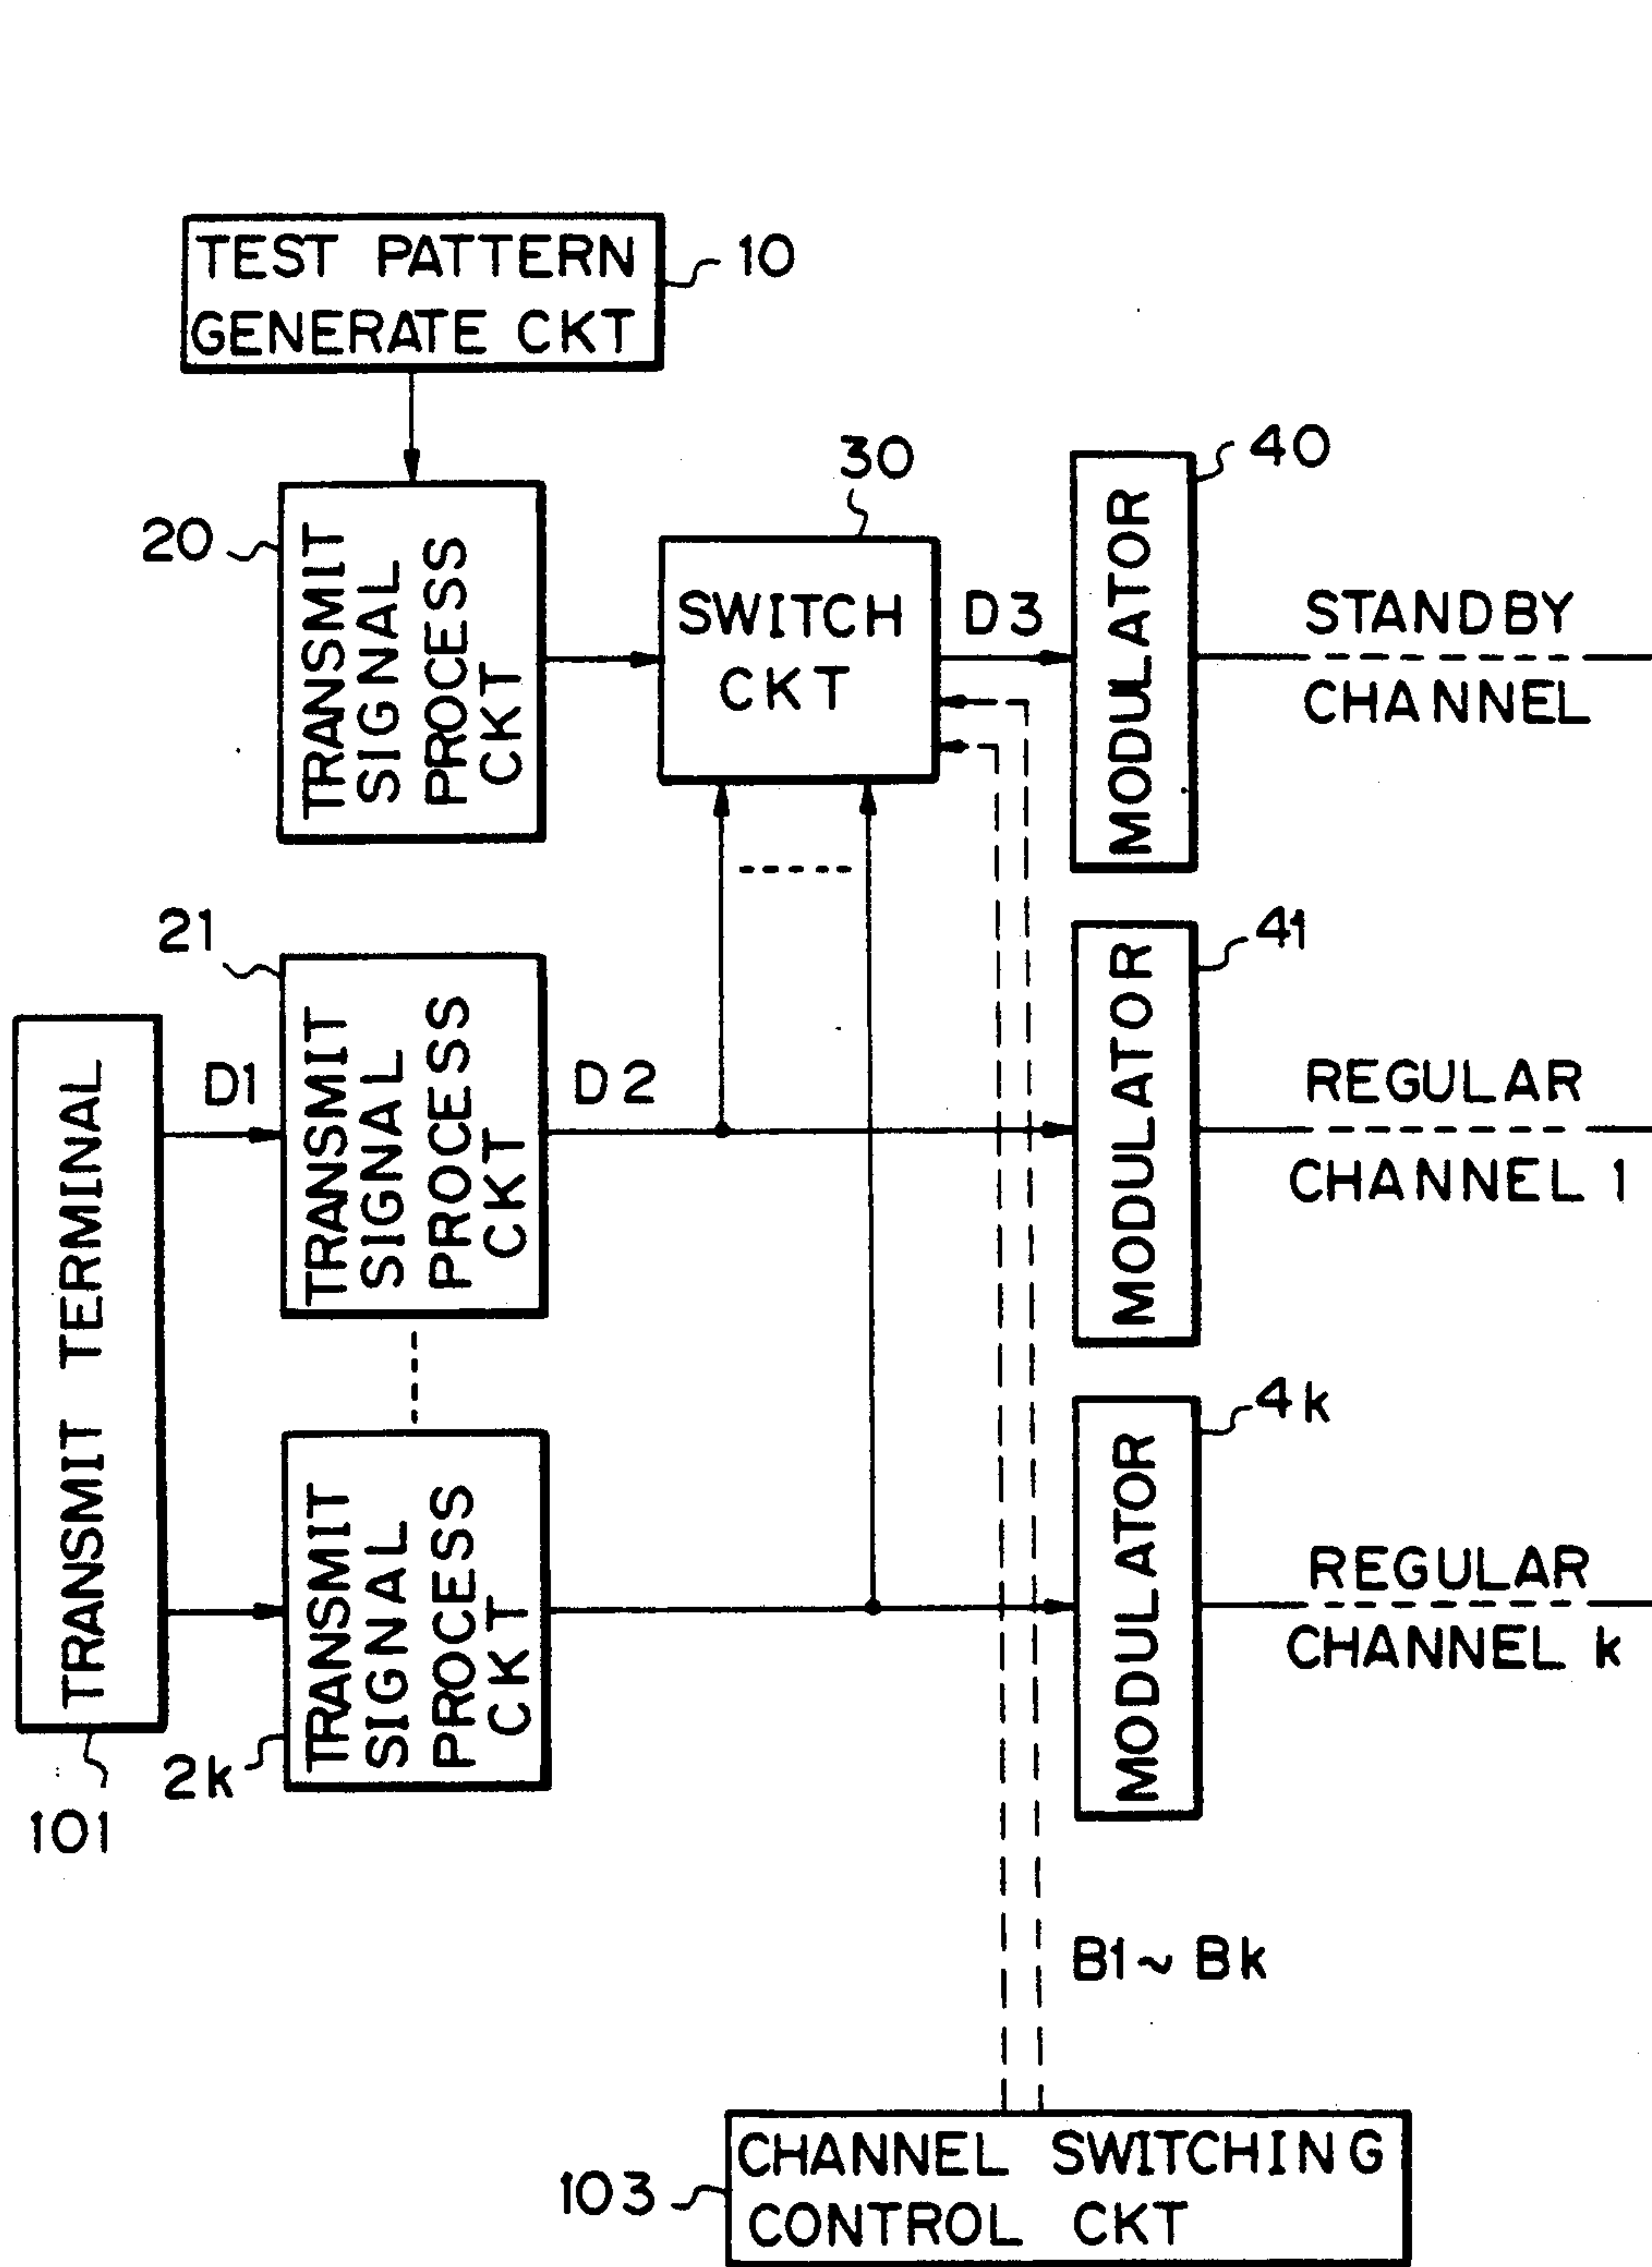 TEST PATTERN
GENERATE CKT
10
20
TRANSMIT
SIGNAL
PROCESS
CKT
30
SWITCH
CKT
D3
40
MODULATOR
STANDBY
CHANNEL
21
TRANSMIT TERMINAL
101
D1
TRANSMIT
SIGNAL
PROCESS
CKT
D2
41
MODULATOR
REGULAR
CHANNEL 1
2k
TRANSMIT
SIGNAL
PROCESS
CKT
4k
MODULATOR
REGULAR
CHANNEL k
B1~Bk
103
CHANNEL SWITCHING
CONTROL CKT